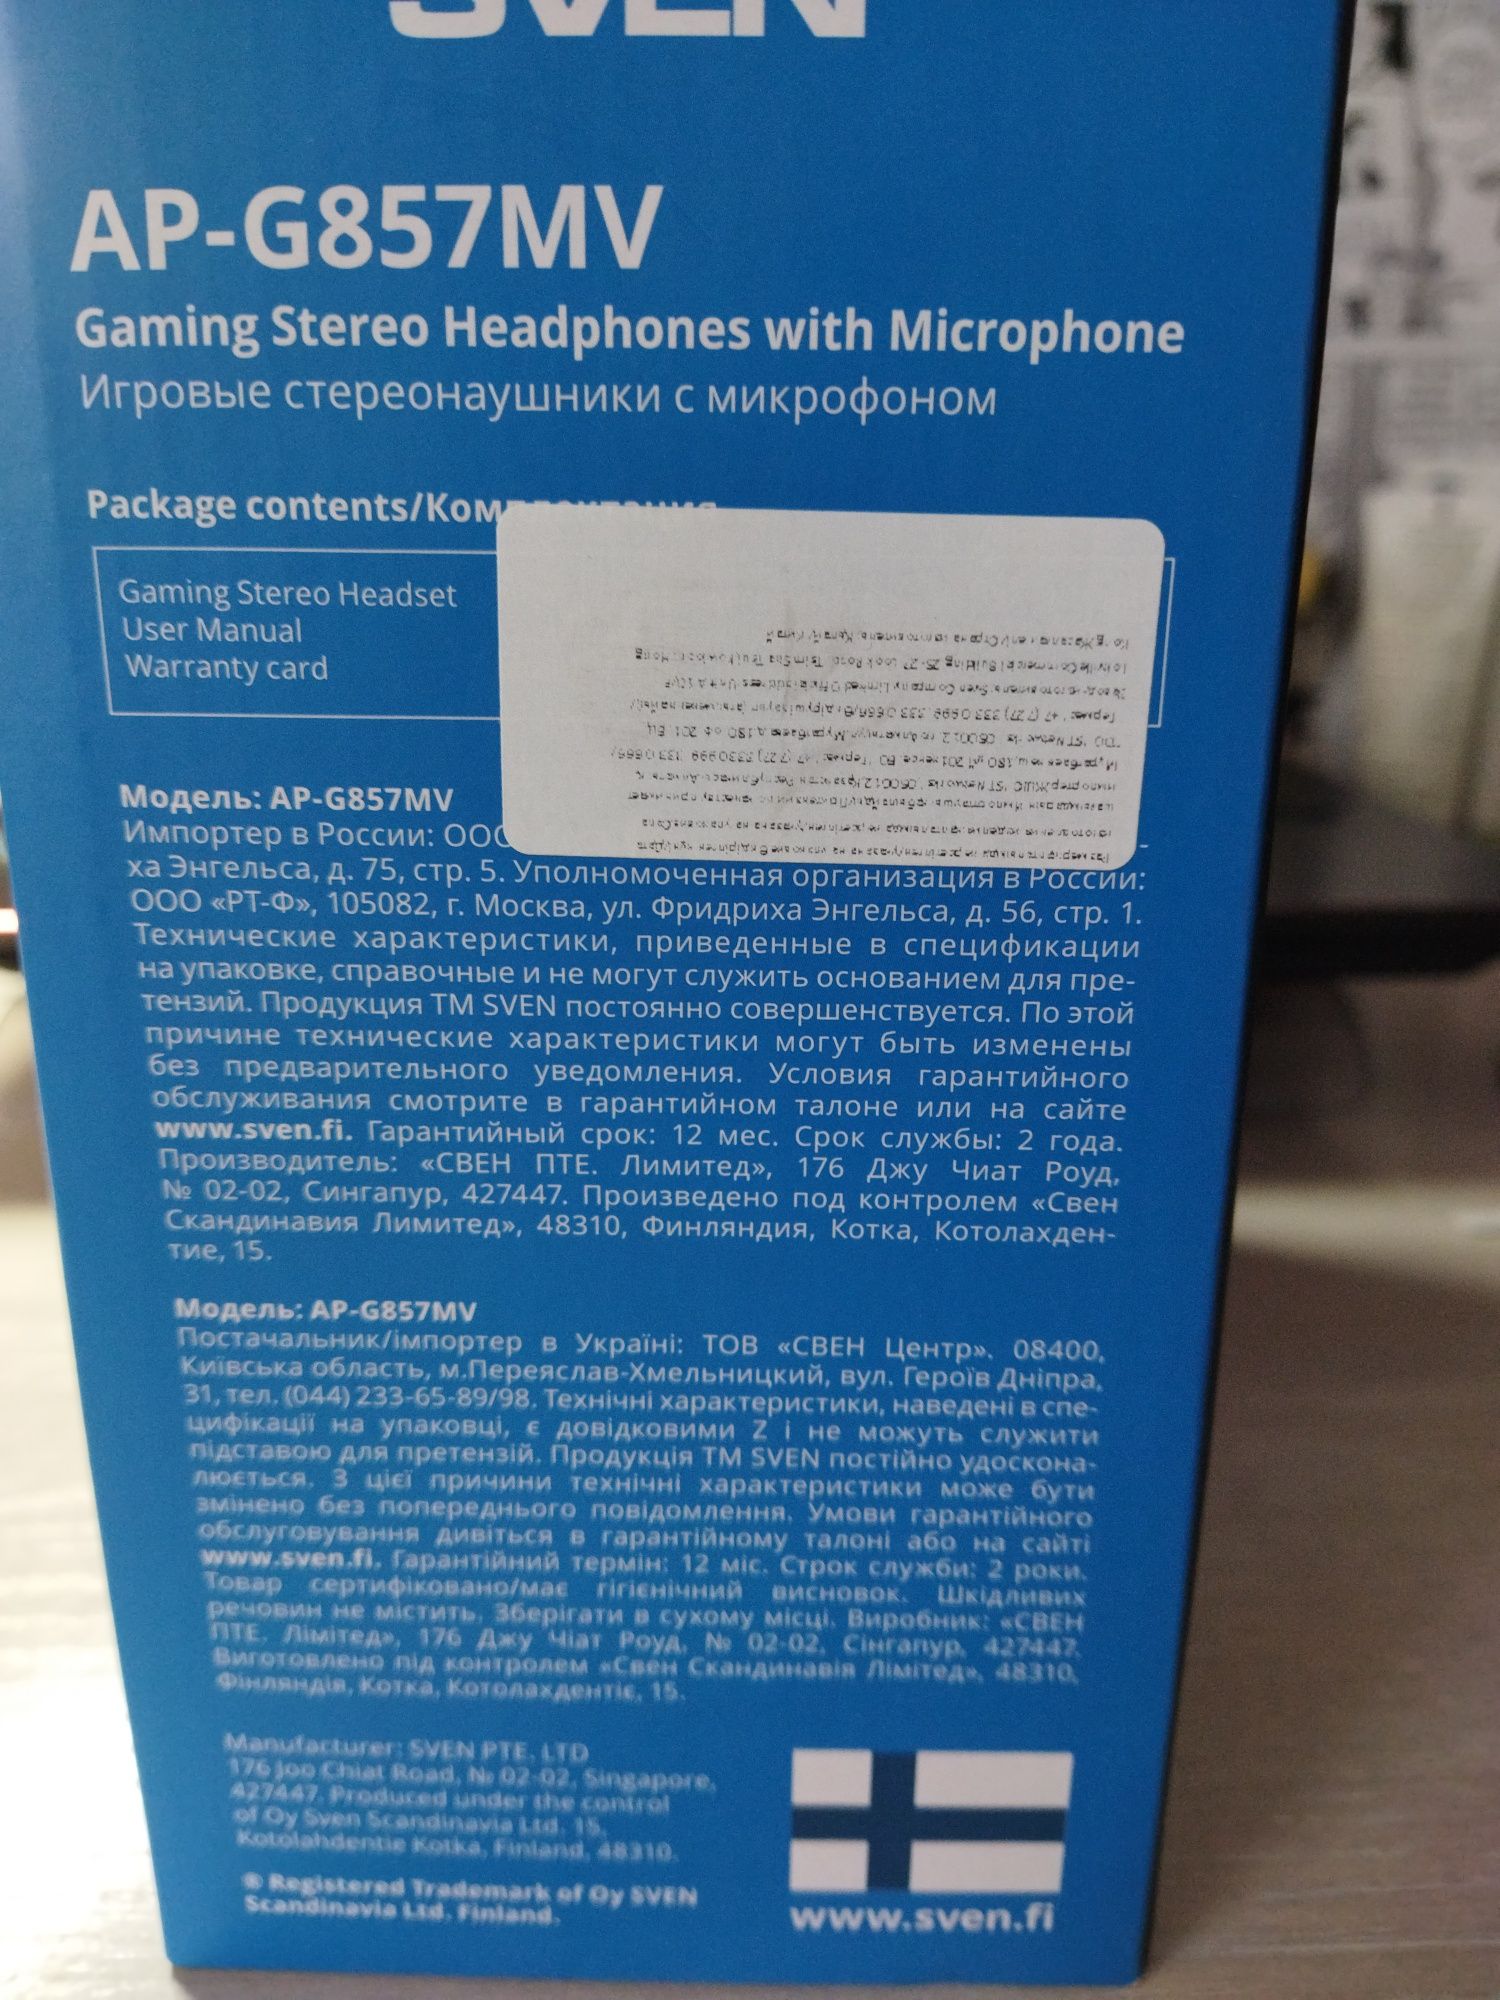 SVEN
AP-G857MV
Gaming Stereo Headphones with Microphone
Игровые стереонаушники с микрофоном
Package contents/Комплектация
Gaming Stereo Headset
User Manual
Warranty card
Модель: AP-G857MV
Импортер в России: ООО
ха Энгельса, д. 75, стр. 5. Уполномоченная организация в России:
ООО «РТ-Ф», 105082, г. Москва, ул. Фридриха Энгельса, д. 56, стр. 1.
Технические характеристики, приведенные в спецификации
на упаковке, справочные и не могут служить основанием для пре-
тензий. Продукция ТМ SVEN постоянно совершенствуется. По этой
причине технические характеристики могут быть изменены
без предварительного уведомления. Условия гарантийного
обслуживания смотрите в гарантийном талоне или на сайте
www.sven.fi. Гарантийный срок: 12 мес. Срок службы: 2 года.
Производитель: «СВЕН ПТЕ. Лимитед», 176 Джу Чиат Роуд,
№ 02-02, Сингапур, 427447. Произведено под контролем «Свен
Скандинавия Лимитед», 48310, Финляндия, Котка, Котолахден-
тие, 15.
Модель: AP-G857MV
Постачальник/імпортер в Україні: ТОВ «СВЕН Центр». 08400,
Київська область, м.Переяслав-Хмельницкий, вул. Героїв Дніпра,
31, тел. (044) 233-65-89/98. Технічні характеристики, наведені в спе-
цифікації на упаковці, є довідковими Z і не можуть служити
підставою для претензій. Продукція ТМ SVEN постійно удоскона-
люється. З цієї причини технічні характеристики може бути
змінено без попереднього повідомлення. Умови гарантійного
обслуговування дивіться в гарантійному талоні або на сайті
www.sven.fi. Гарантійний термін: 12 міс. Строк служби: 2 роки.
Товар сертифіковано/має гігієнічний висновок. Шкідливих
речовин не містить. Зберігати в сухому місці. Виробник: «СВЕН
ПТЕ. Лімітед», 176 Джу Чіат Роуд, № 02-02, Сінгапур, 427447.
Виготовлено під контролем «Свен Скандинавія Лімітед», 48310,
Фінляндія, Котка, Котолахдентіє, 15.
Manufacturer: SVEN PTE. LTD
176 Joo Chiat Road, № 02-02, Singapore,
427447. Produced under the control
of Oy Sven Scandinavia Ltd. 15,
Kotolahdentie Kotka, Finland, 48310.
® Registered Trademark of Oy SVEN
Scandinavia Ltd. Finland.
www.sven.fi